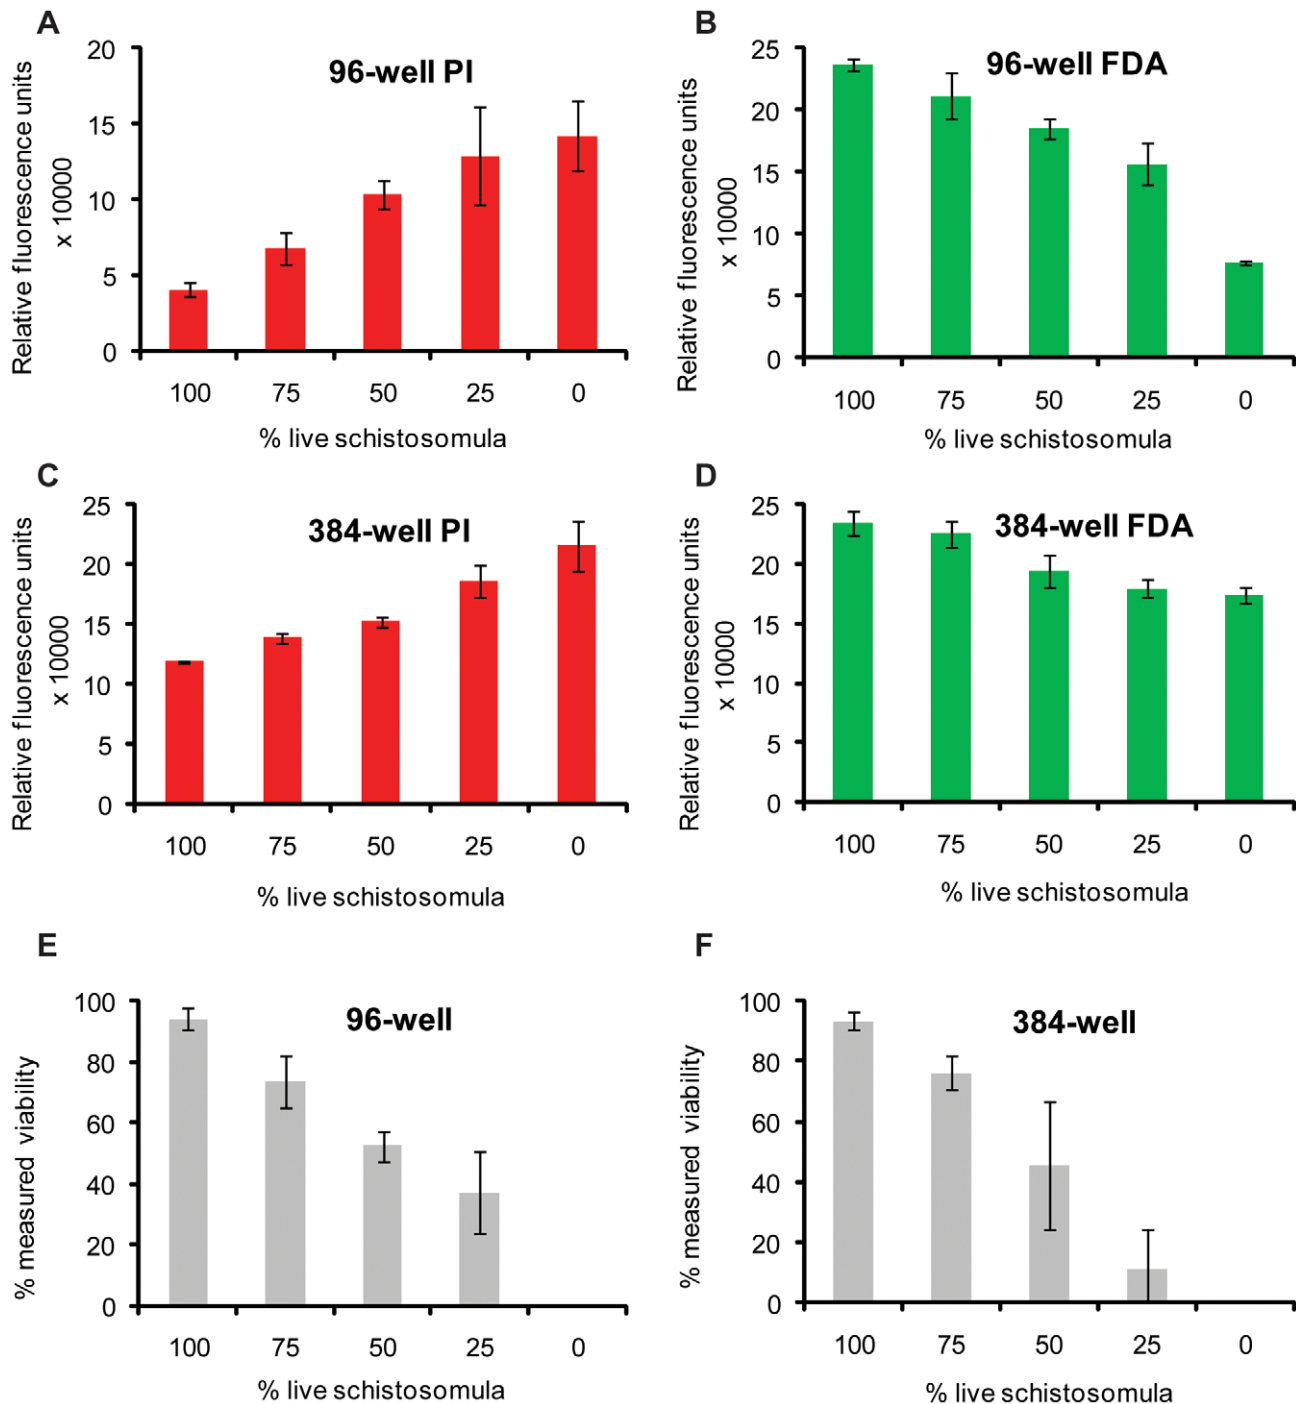 A
96-well PI
Relative fluorescence units
x 10000
20
15
10
5
0
100 75 50 25 0
% live schistosomula
B
96-well FDA
Relative fluorescence units
x 10000
25
20
15
10
5
0
100 75 50 25 0
% live schistosomula
C
384-well PI
Relative fluorescence units
x 10000
25
20
15
10
5
0
100 75 50 25 0
% live schistosomula
D
384-well FDA
Relative fluorescence units
x 10000
25
20
15
10
5
0
100 75 50 25 0
% live schistosomula
E
96-well
% measured viability
100
80
60
40
20
0
100 75 50 25 0
% live schistosomula
F
384-well
% measured viability
100
80
60
40
20
0
100 75 50 25 0
% live schistosomula